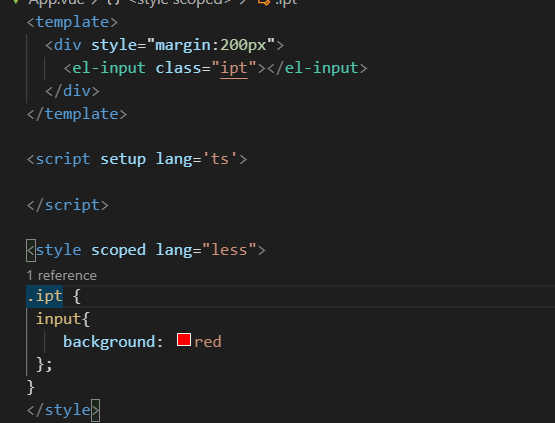 App.vue > {} <style scoped> > .ipt
<template>
<div style="margin:200px">
<el-input class="ipt"></el-input>
</div>
</template>
<script setup lang='ts'>
</script>
<style scoped lang="less">
1 reference
.ipt {
input{
background: red
};
}
</style>